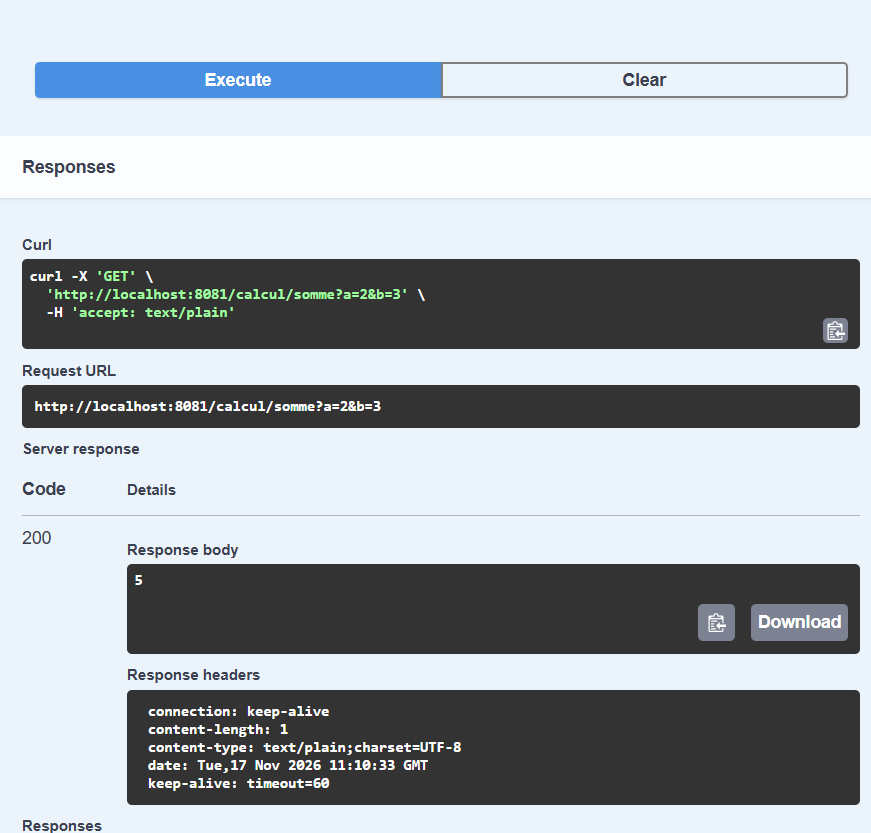 Execute
Clear
Responses
Curl
curl -X 'GET' \
'http://localhost:8081/calcul/somme?a=2&b=3' \
-H 'accept: text/plain'
Request URL
http://localhost:8081/calcul/somme?a=2&b=3
Server response
Code Details
200
Response body
5
Download
Response headers
connection: keep-alive
content-length: 1
content-type: text/plain;charset=UTF-8
date: Tue,17 Nov 2026 11:10:33 GMT
keep-alive: timeout=60
Responses